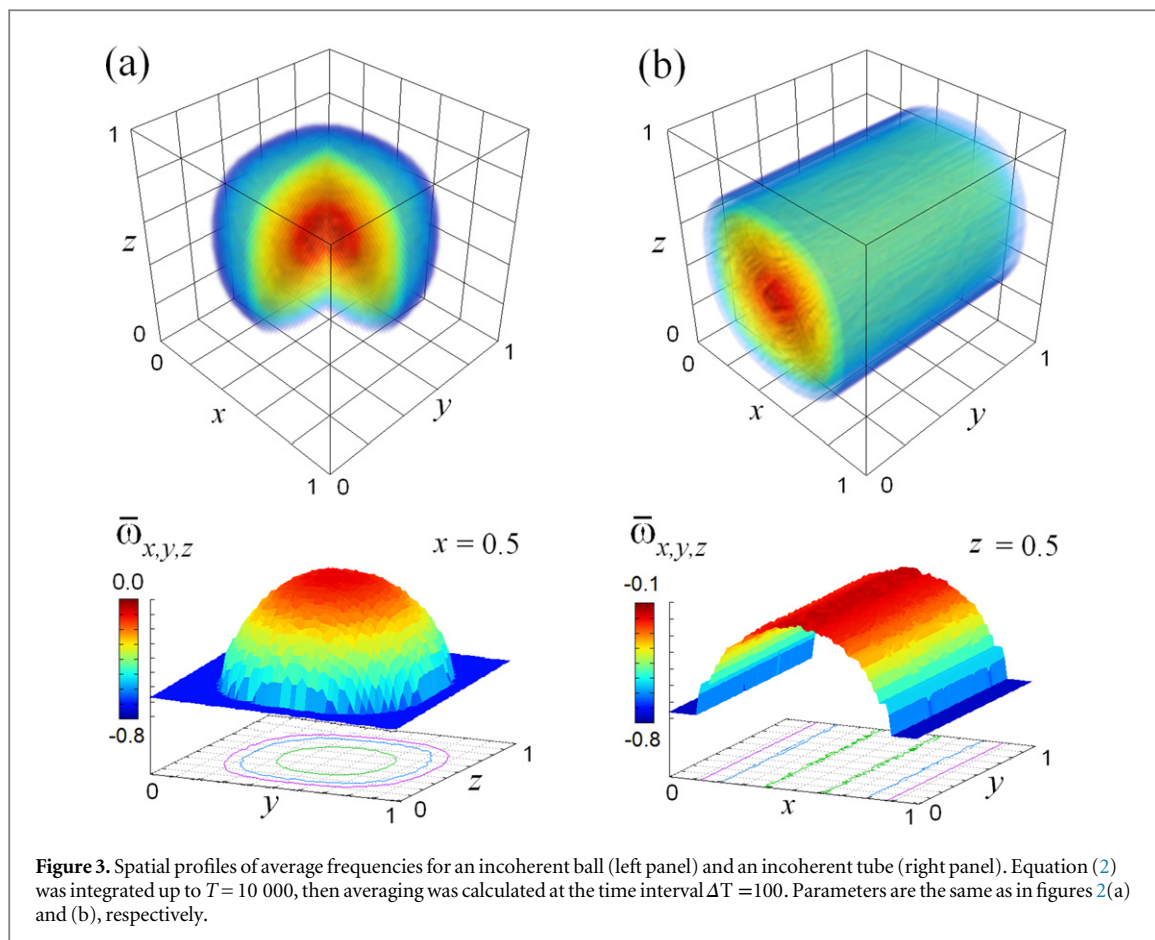 (a)
(b)
1
1
z
z
0
0
0
0
1
1
x
y
x
y
1 0
1 0
ω̅x,y,z
x = 0.5
ω̅x,y,z
z = 0.5
0.0
-0.1
-0.8
-0.8
0
y
1 0
z
1
0
x
1 0
y
1
Figure 3. Spatial profiles of average frequencies for an incoherent ball (left panel) and an incoherent tube (right panel). Equation (2)
was integrated up to T = 10 000, then averaging was calculated at the time interval ΔT =100. Parameters are the same as in figures 2(a)
and (b), respectively.